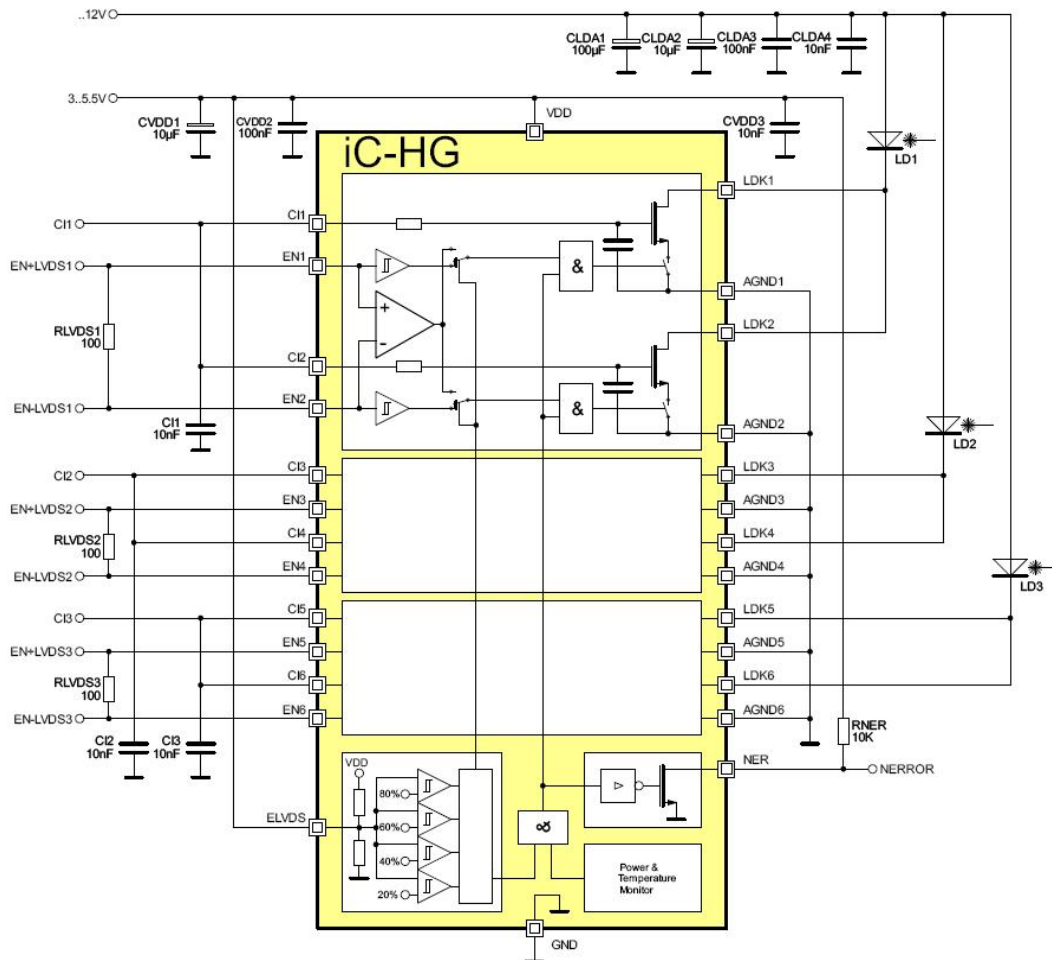 ..12V
CLDA1
100µF
CLDA2
10µF
CLDA3
100nF
CLDA4
10nF
3..5.5V
CVDD1
10µF
CVDD2
100nF
VDD
CVDD3
10nF
iC-HG
LD1
LDK1
CI1
CI1
EN+LVDS1
EN1
&
AGND1
+
-
RLVDS1
100
LDK2
CI2
EN-LVDS1
EN2
&
CI1
10nF
AGND2
LD2
CI2
CI3
LDK3
EN+LVDS2
EN3
AGND3
RLVDS2
100
CI4
LDK4
EN-LVDS2
EN4
AGND4
LD3
CI3
CI5
LDK5
EN+LVDS3
EN5
AGND5
RLVDS3
100
CI6
LDK6
EN-LVDS3
EN6
AGND6
CI2
10nF
CI3
10nF
RNER
10K
VDD
NER
NERROR
80%
ELVDS
60%
&
40%
20%
Power &
Temperature
Monitor
GND